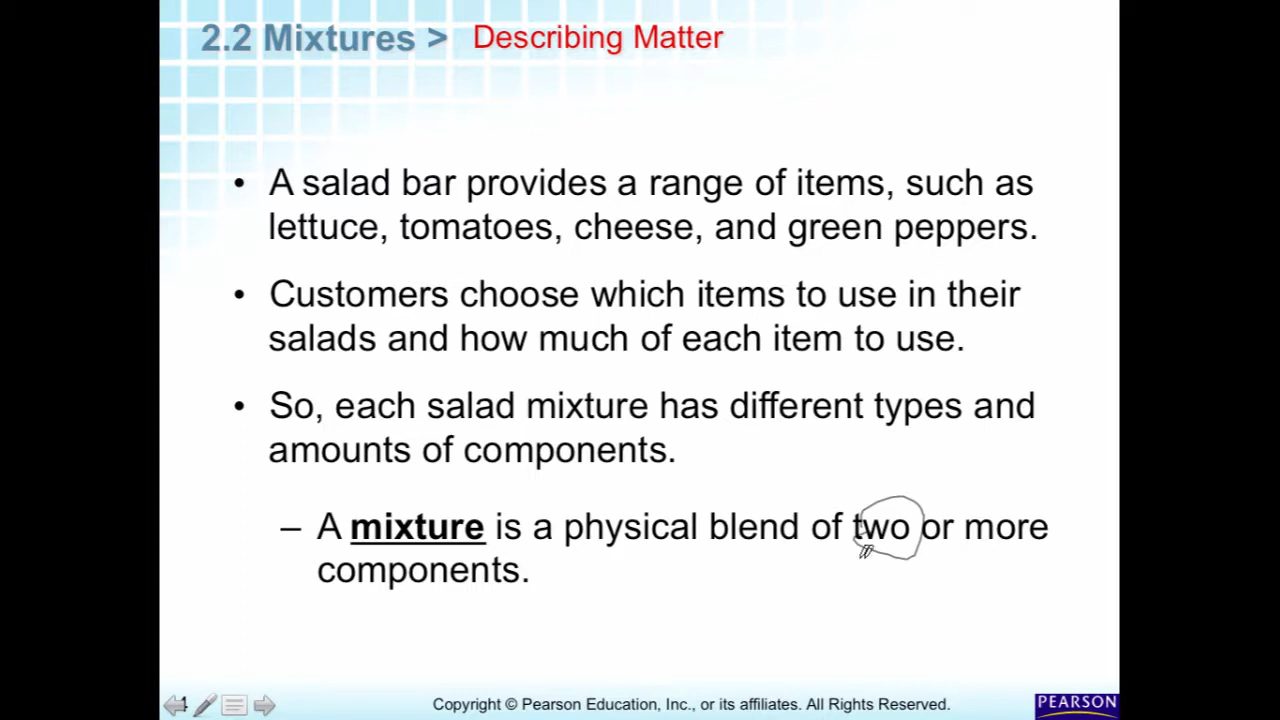 2.2 Mixtures > Describing Matter
• A salad bar provides a range of items, such as
lettuce, tomatoes, cheese, and green peppers.
• Customers choose which items to use in their
salads and how much of each item to use.
• So, each salad mixture has different types and
amounts of components.
– A mixture is a physical blend of two or more
components.
Copyright © Pearson Education, Inc., or its affiliates. All Rights Reserved.
PEARSON